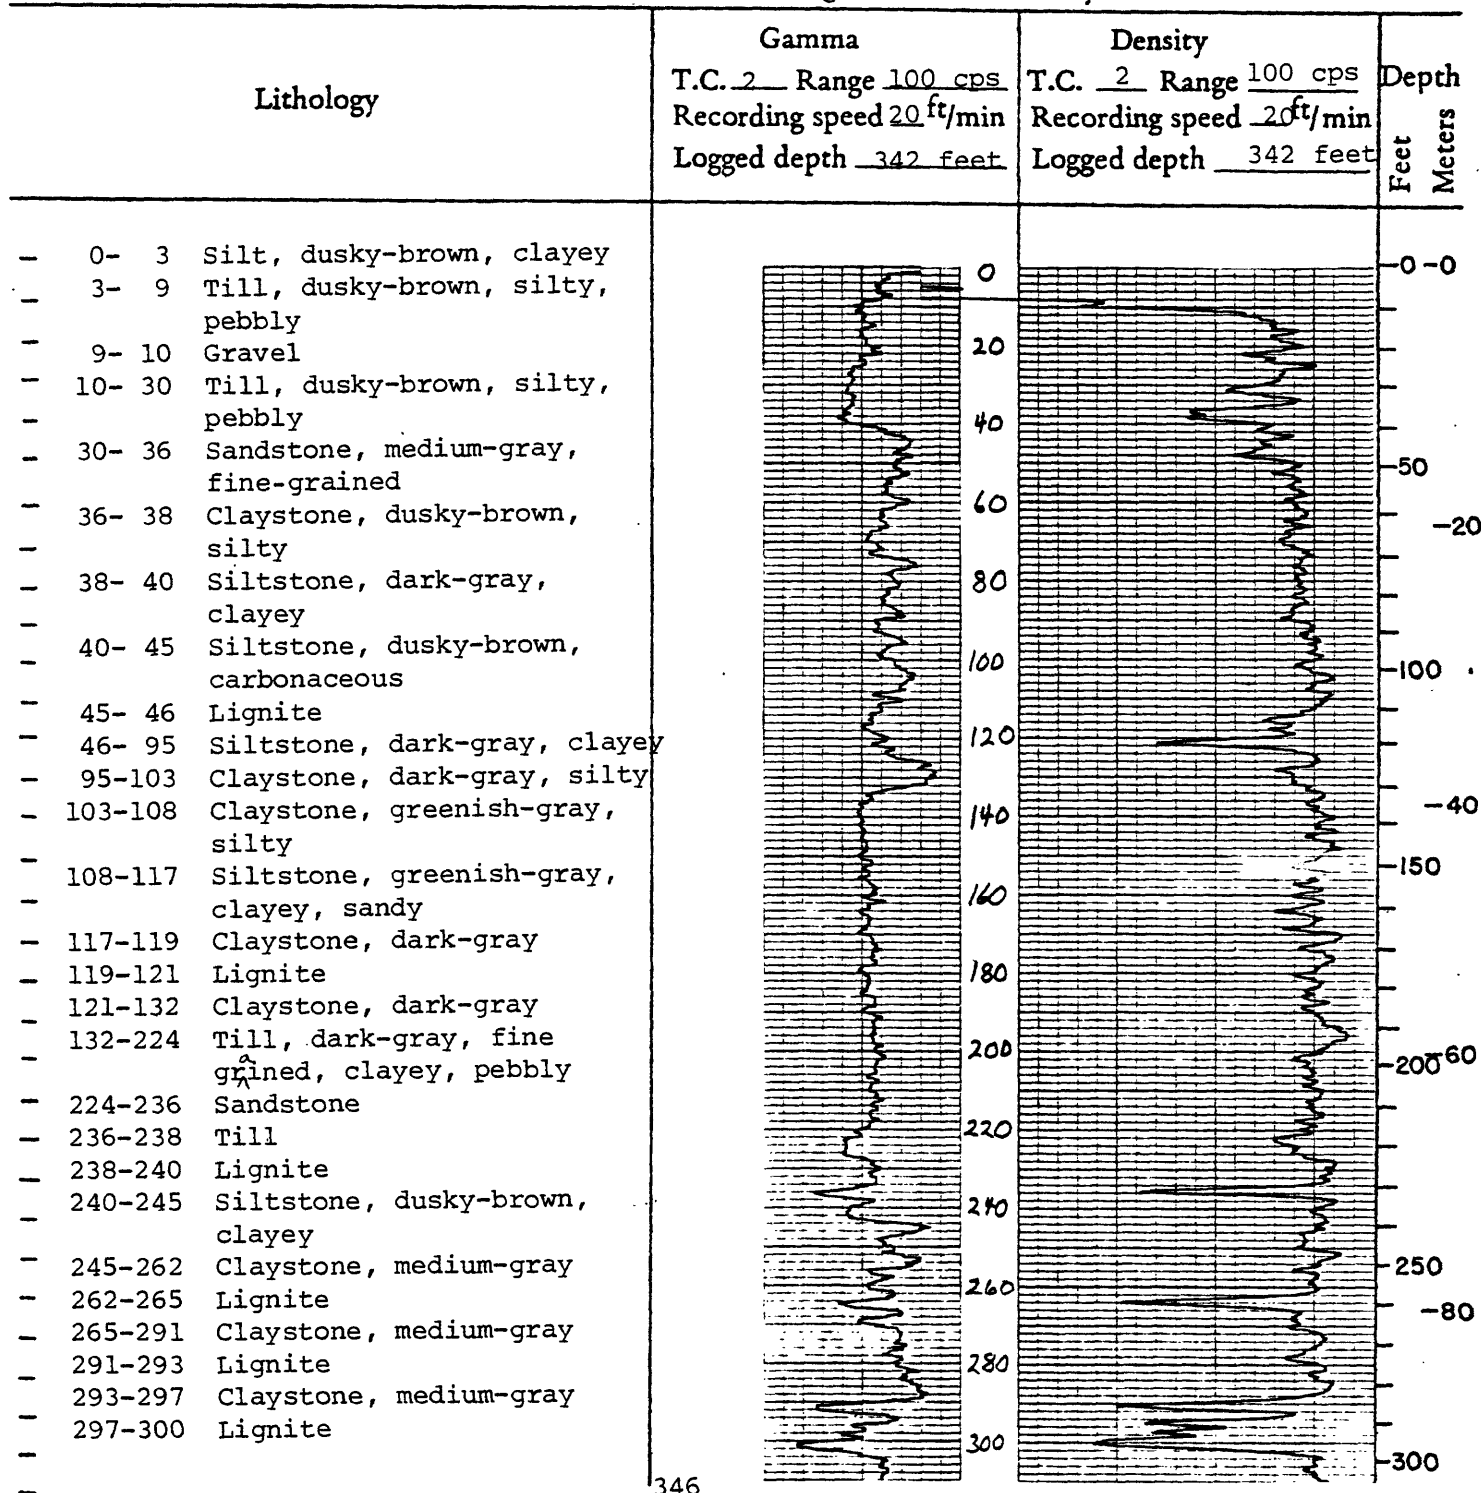 Lithology
Gamma
T.C. 2 Range 100 cps
Recording speed 20 ft/min
Logged depth 342 feet
Density
T.C. 2 Range 100 cps
Recording speed 20 ft/min
Logged depth 342 feet
Depth
Feet
Meters
0- 3 Silt, dusky-brown, clayey
3- 9 Till, dusky-brown, silty,
pebbly
9- 10 Gravel
10- 30 Till, dusky-brown, silty,
pebbly
30- 36 Sandstone, medium-gray,
fine-grained
36- 38 Claystone, dusky-brown,
silty
38- 40 Siltstone, dark-gray,
clayey
40- 45 Siltstone, dusky-brown,
carbonaceous
45- 46 Lignite
46- 95 Siltstone, dark-gray, clayey
95-103 Claystone, dark-gray, silty
103-108 Claystone, greenish-gray,
silty
108-117 Siltstone, greenish-gray,
clayey, sandy
117-119 Claystone, dark-gray
119-121 Lignite
121-132 Claystone, dark-gray
132-224 Till, dark-gray, fine
grained, clayey, pebbly
224-236 Sandstone
236-238 Till
238-240 Lignite
240-245 Siltstone, dusky-brown,
clayey
245-262 Claystone, medium-gray
262-265 Lignite
265-291 Claystone, medium-gray
291-293 Lignite
293-297 Claystone, medium-gray
297-300 Lignite
0
20
40
60
80
100
120
140
160
180
200
220
240
260
280
300
-0 -0
-50
-20
-100
-40
-150
-200 -60
-250
-80
-300
346